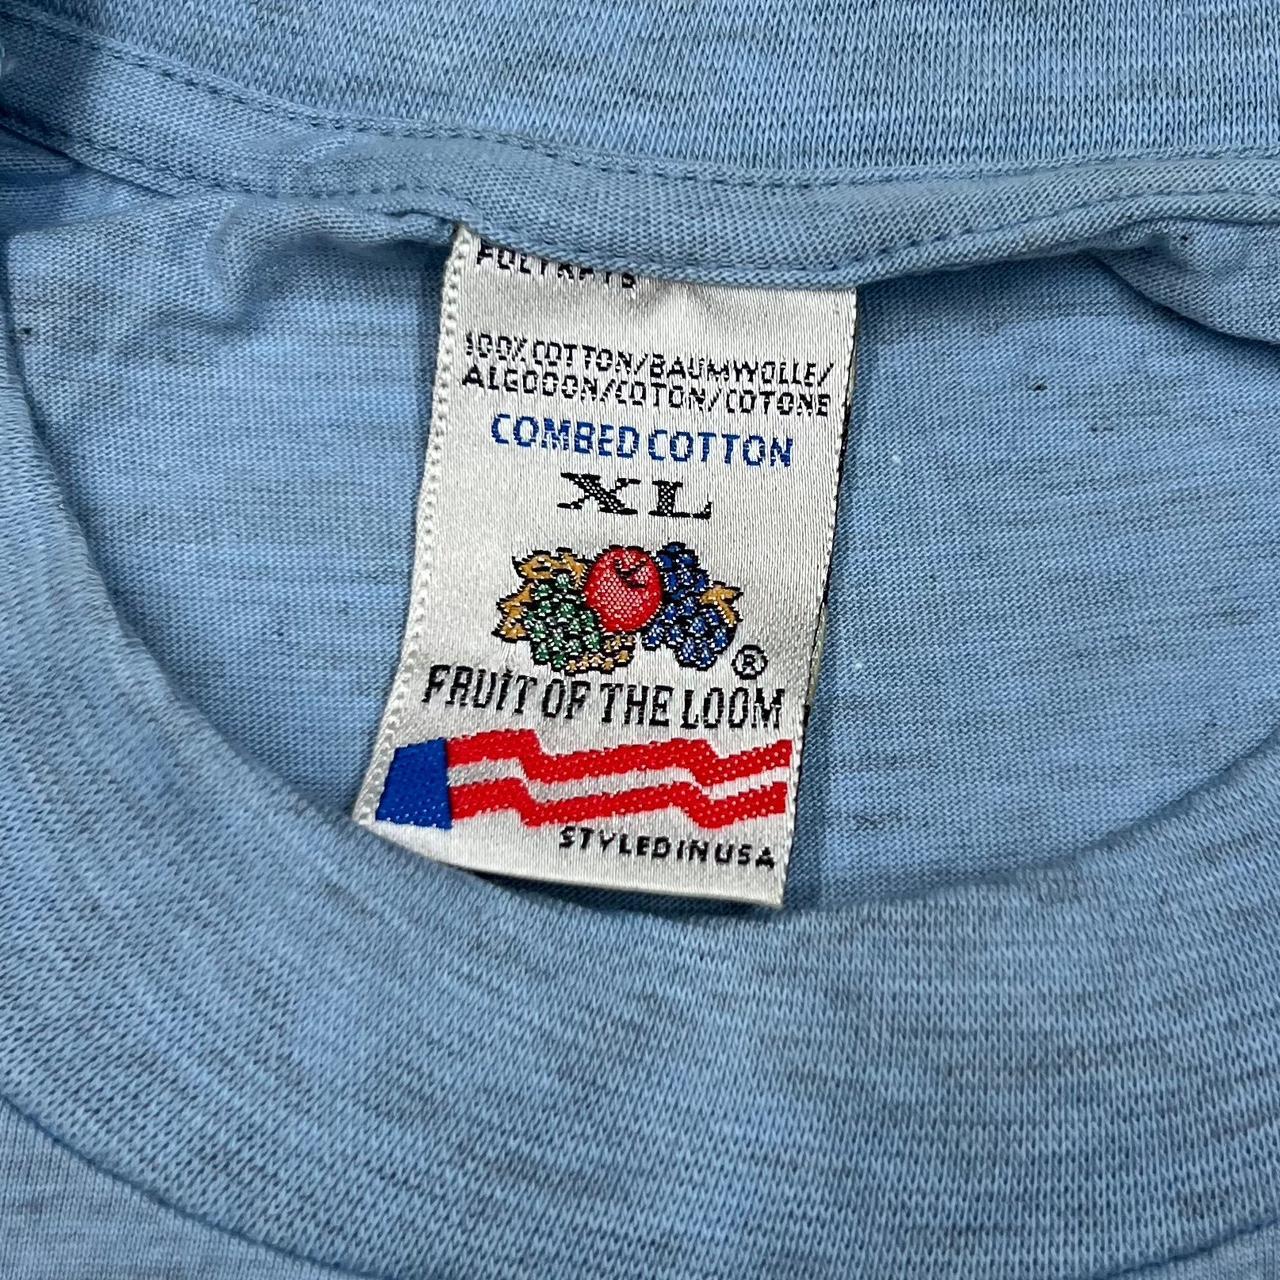 100% COTTON/BAUMWOLLE/
ALGODON/COTON/COTONE
COMBED COTTON
XL
®
FRUIT OF THE LOOM
STYLED IN USA